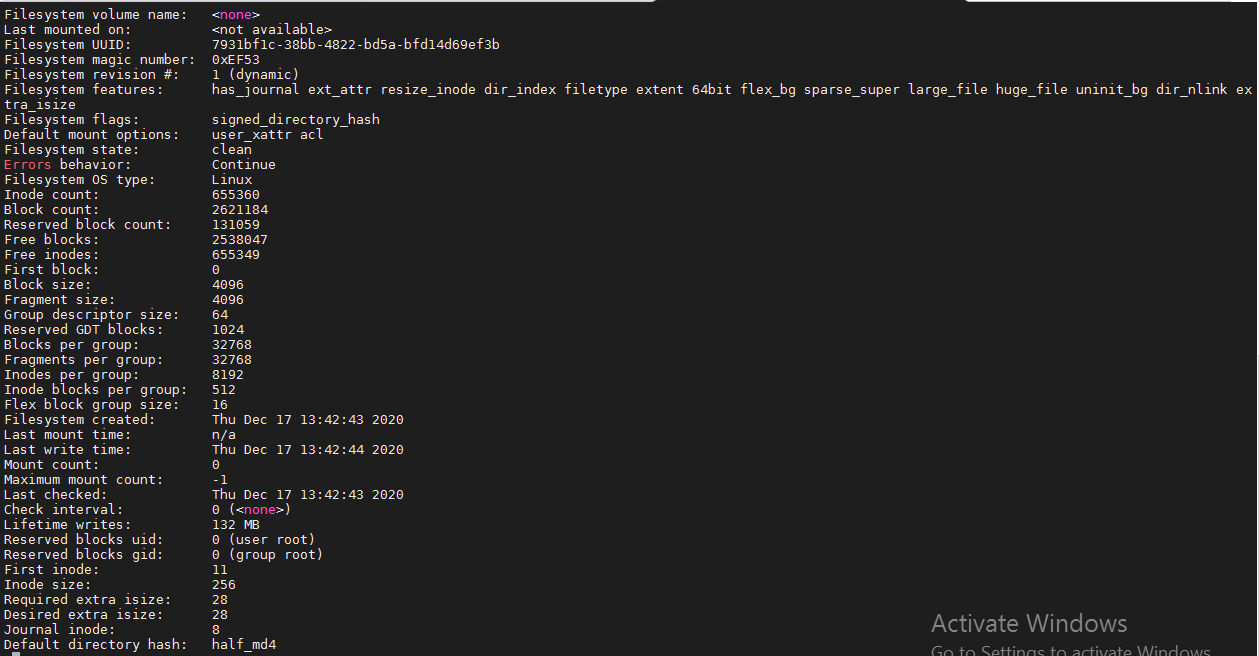 Filesystem volume name:   <none>
Last mounted on:          <not available>
Filesystem UUID:          7931bf1c-38bb-4822-bd5a-bfd14d69ef3b
Filesystem magic number:  0xEF53
Filesystem revision #:    1 (dynamic)
Filesystem features:      has_journal ext_attr resize_inode dir_index filetype extent 64bit flex_bg sparse_super large_file huge_file uninit_bg dir_nlink ex
tra_isize
Filesystem flags:         signed_directory_hash
Default mount options:    user_xattr acl
Filesystem state:         clean
Errors behavior:          Continue
Filesystem OS type:       Linux
Inode count:              655360
Block count:              2621184
Reserved block count:     131059
Free blocks:              2538047
Free inodes:              655349
First block:              0
Block size:               4096
Fragment size:            4096
Group descriptor size:    64
Reserved GDT blocks:      1024
Blocks per group:         32768
Fragments per group:      32768
Inodes per group:         8192
Inode blocks per group:   512
Flex block group size:    16
Filesystem created:       Thu Dec 17 13:42:43 2020
Last mount time:          n/a
Last write time:          Thu Dec 17 13:42:44 2020
Mount count:              0
Maximum mount count:      -1
Last checked:             Thu Dec 17 13:42:43 2020
Check interval:           0 (<none>)
Lifetime writes:          132 MB
Reserved blocks uid:      0 (user root)
Reserved blocks gid:      0 (group root)
First inode:              11
Inode size:               256
Required extra isize:     28
Desired extra isize:      28
Journal inode:            8
Default directory hash:   half_md4
Activate Windows
Go to Settings to activate Windows.